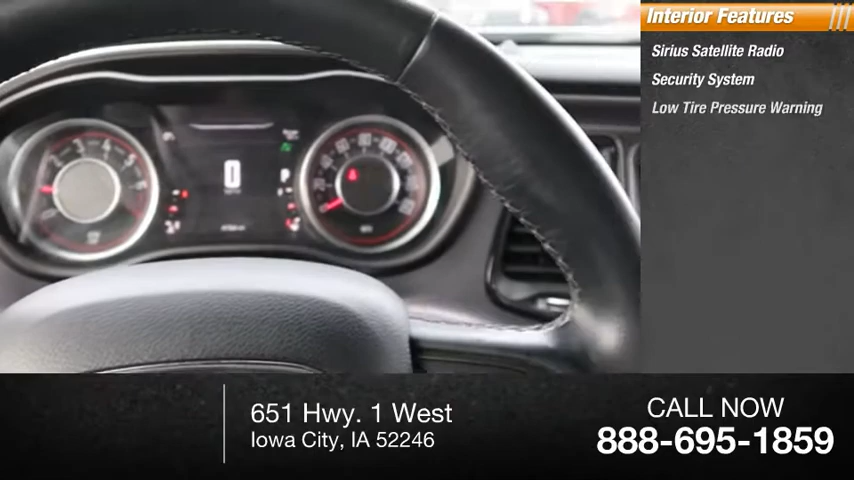 Interior Features
Sirius Satellite Radio
Security System
Low Tire Pressure Warning
0
P
651 Hwy. 1 West
Iowa City, IA 52246
CALL NOW
888-695-1859